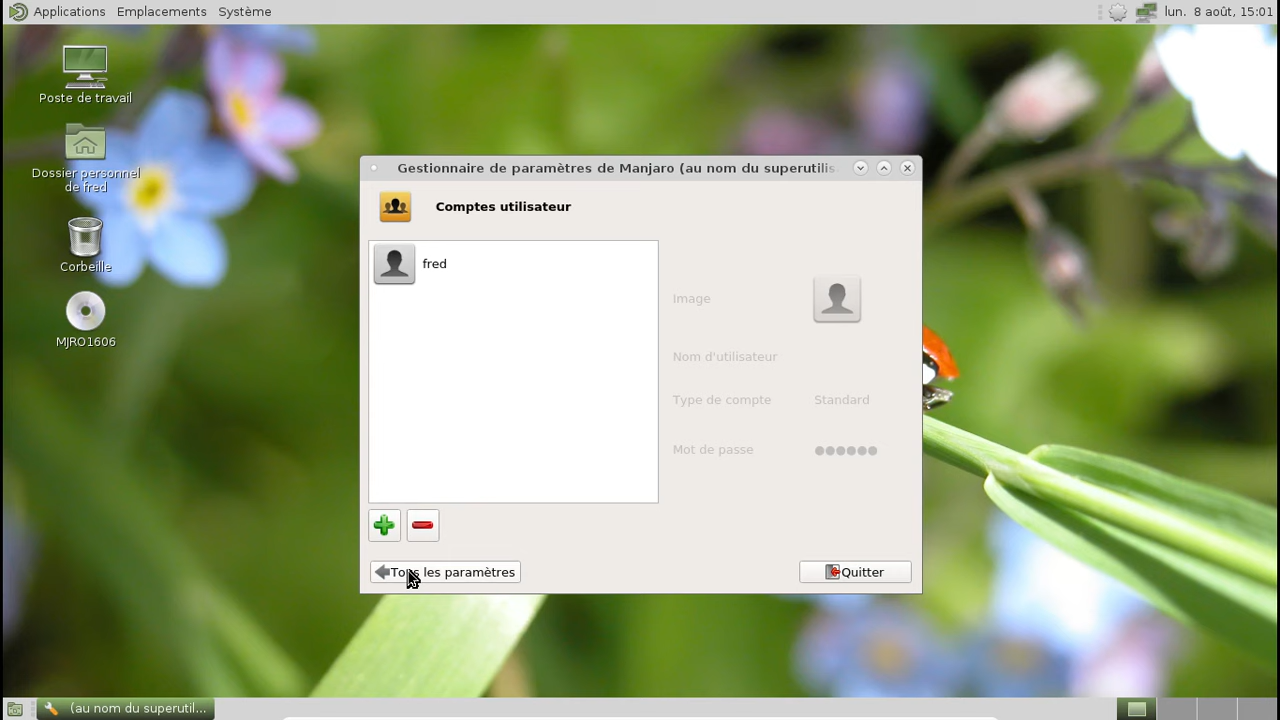 Applications Emplacements Système
lun. 8 août, 15:01
Poste de travail
Dossier personnel
de fred
Corbeille
MJRO1606
Gestionnaire de paramètres de Manjaro (au nom du superutilis
Comptes utilisateur
fred
Image
Nom d'utilisateur
Type de compte Standard
Mot de passe
Tous les paramètres
Quitter
(au nom du superutil...